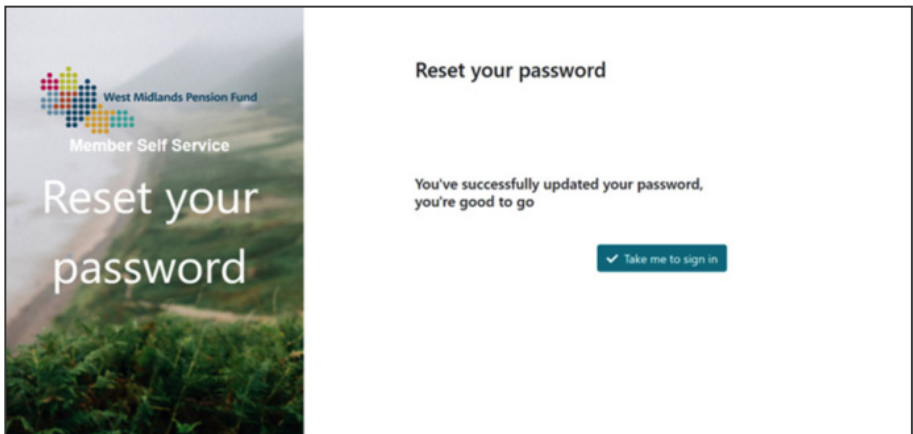 West Midlands Pension Fund
Member Self Service
Reset your
password
Reset your password
You've successfully updated your password,
you're good to go
Take me to sign in